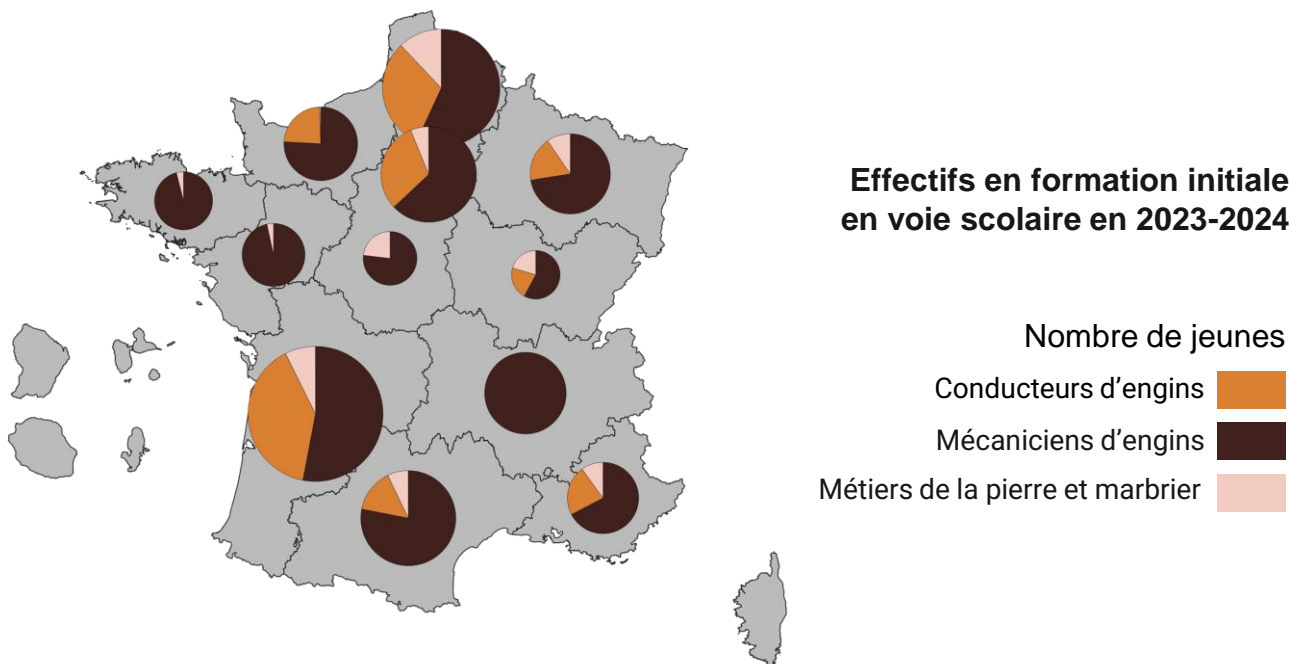 Effectifs en formation initiale
en voie scolaire en 2023-2024
Nombre de jeunes
Conducteurs d’engins
Mécaniciens d’engins
Métiers de la pierre et marbrier